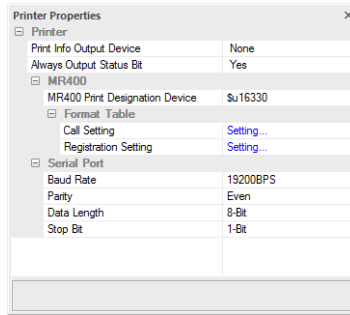 Printer Properties
Printer
Print Info Output Device None
Always Output Status Bit Yes
MR400
MR400 Print Designation Device $u16330
Format Table
Call Setting Setting...
Registration Setting Setting...
Serial Port
Baud Rate 19200BPS
Parity Even
Data Length 8-Bit
Stop Bit 1-Bit